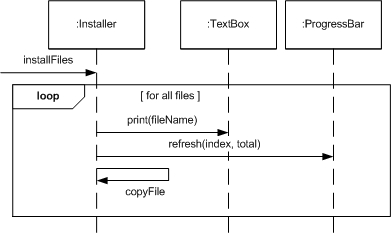 :Installer
:TextBox
:ProgressBar
installFiles
loop
[ for all files ]
print(fileName)
refresh(index, total)
copyFile